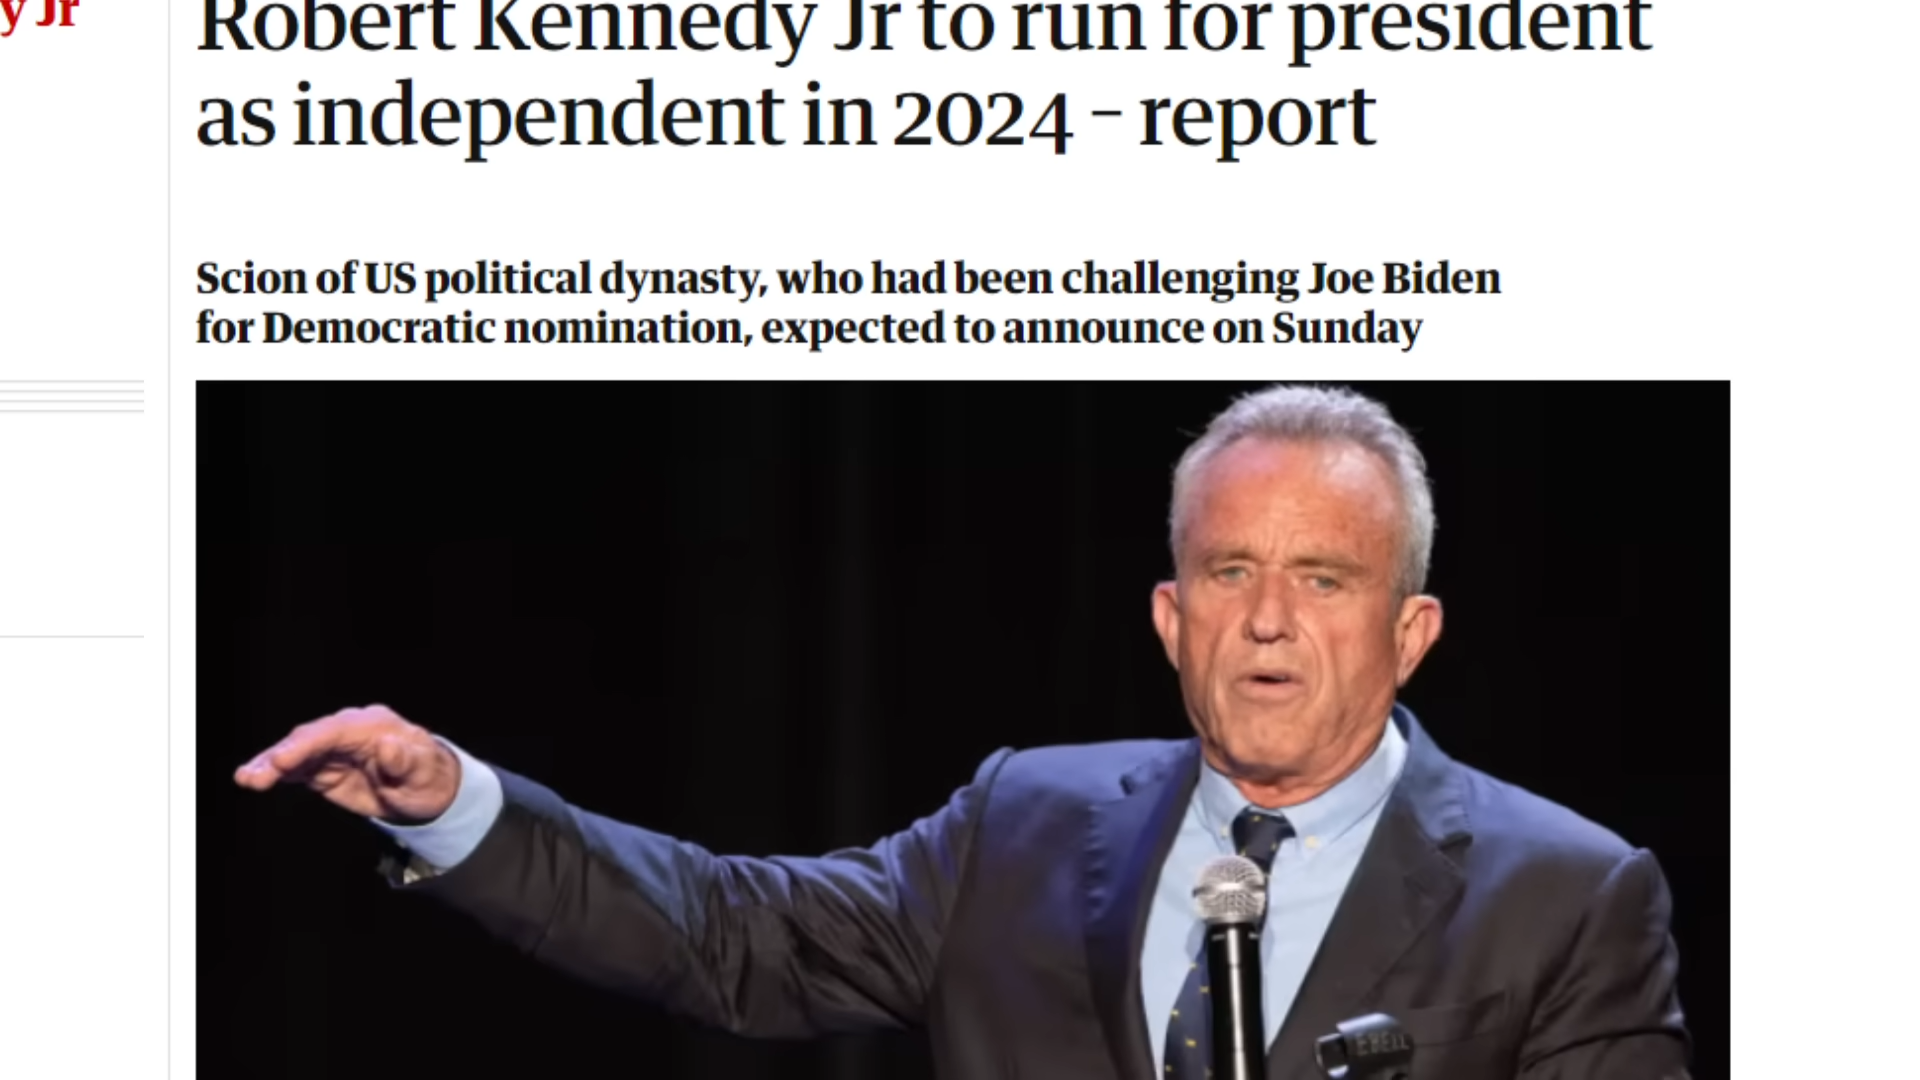 y Jr
Robert Kennedy Jr to run for president
as independent in 2024 – report
Scion of US political dynasty, who had been challenging Joe Biden
for Democratic nomination, expected to announce on Sunday